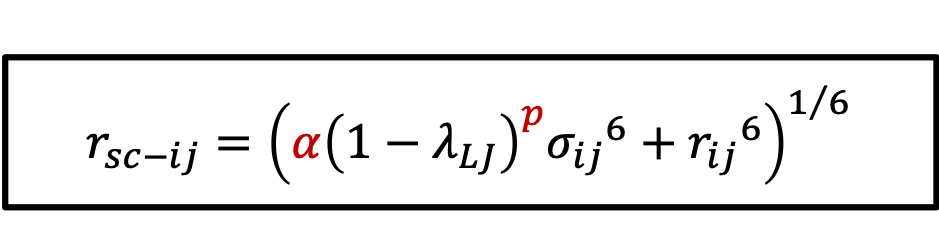 r_{sc-ij} = (α(1 − λ_{LJ})^p σ_{ij}^6 + r_{ij}^6)^{1/6}